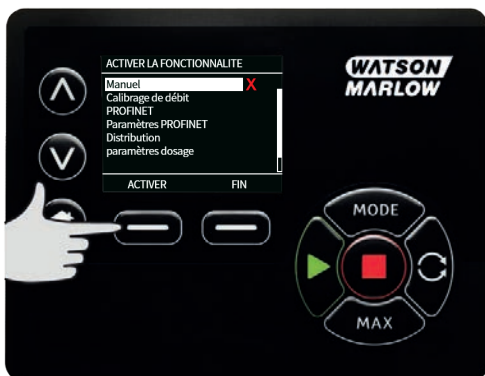 ACTIVER LA FONCTIONNALITE
Manuel X
Calibrage de débit
PROFINET
Paramètres PROFINET
Distribution
paramètres dosage
ACTIVER FIN
WATSON
MARLOW
MODE
MAX